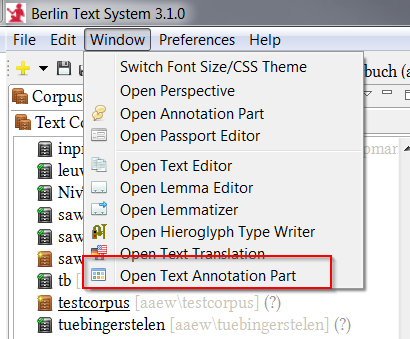 Berlin Text System 3.1.0
File Edit Window Preferences Help
Switch Font Size/CSS Theme
Open Perspective
Open Annotation Part
Open Passport Editor
Open Text Editor
Open Lemma Editor
Open Lemmatizer
Open Hieroglyph Type Writer
Open Text Translation
Open Text Annotation Part
buch (a
Corpus
Text Co
inpm
pmar
leuv
Niv
saw
saw
saw
tb
testcorpus [aaew\testcorpus] (?)
tuebingerstelen [aaew\tuebingerstelen] (?)